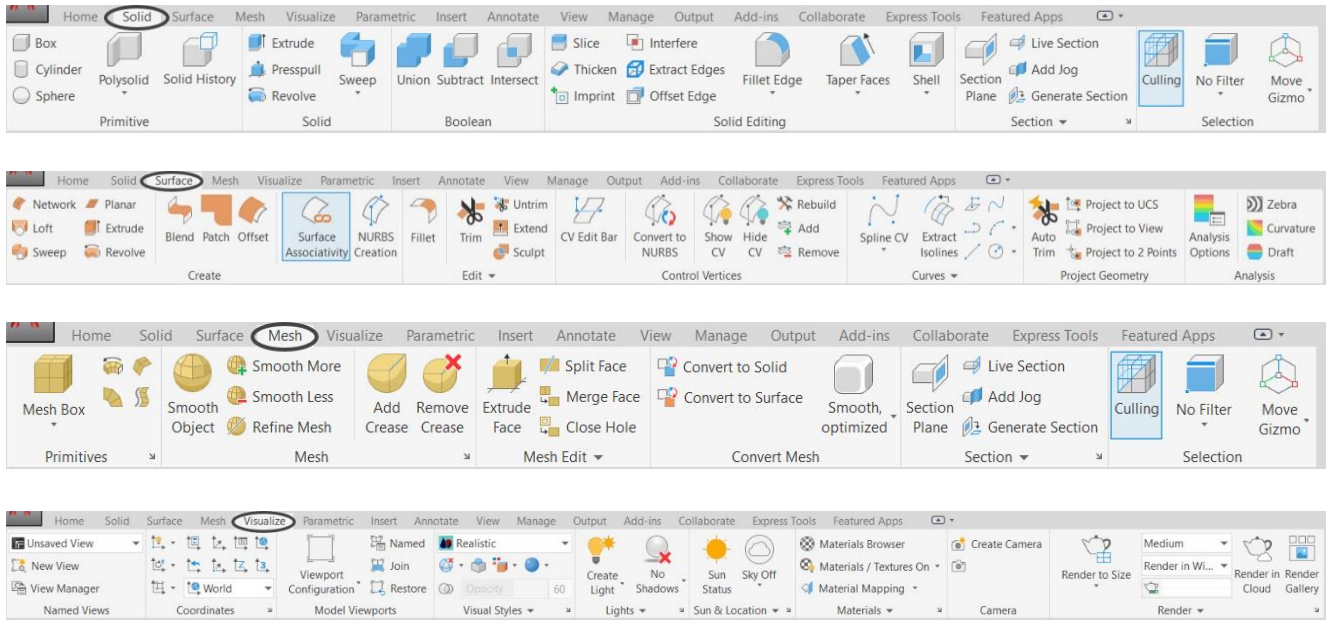 Home Solid Surface Mesh Visualize Parametric Insert Annotate View Manage Output Add-ins Collaborate Express Tools Featured Apps
Box Extrude Slice Interfere Live Section
Cylinder Presspull Thicken Extract Edges Add Jog
Sphere Revolve Imprint Offset Edge Generate Section
Polysolid Solid History Sweep Union Subtract Intersect Fillet Edge Taper Faces Shell Section Plane Culling No Filter Move Gizmo
Primitive Solid Boolean Solid Editing Section Selection
Home Solid Surface Mesh Visualize Parametric Insert Annotate View Manage Output Add-ins Collaborate Express Tools Featured Apps
Network Planar Untrim Rebuild Project to UCS Zebra
Loft Extrude Extend Add Project to View Curvature
Sweep Revolve Sculpt Remove Project to 2 Points Draft
Blend Patch Offset Surface Associativity NURBS Creation Fillet Trim CV Edit Bar Convert to NURBS Show CV Hide CV Spline CV Extract Isolines Auto Trim Analysis Options
Create Edit Control Vertices Curves Project Geometry Analysis
Home Solid Surface Mesh Visualize Parametric Insert Annotate View Manage Output Add-ins Collaborate Express Tools Featured Apps
Smooth More Split Face Convert to Solid Live Section
Smooth Less Merge Face Convert to Surface Add Jog
Refine Mesh Close Hole Generate Section
Mesh Box Smooth Object Add Crease Remove Crease Extrude Face Smooth, optimized Section Plane Culling No Filter Move Gizmo
Primitives Mesh Mesh Edit Convert Mesh Section Selection
Home Solid Surface Mesh Visualize Parametric Insert Annotate View Manage Output Add-ins Collaborate Express Tools Featured Apps
Unsaved View Named Realistic Materials Browser Create Camera Medium
New View Join Materials / Textures On Render in Wi...
View Manager World Restore Opacity 60 Material Mapping
Viewport Configuration Create Light No Shadows Sun Status Sky Off Render to Size Render in Cloud Render Gallery
Named Views Coordinates Model Viewports Visual Styles Lights Sun & Location Materials Camera Render